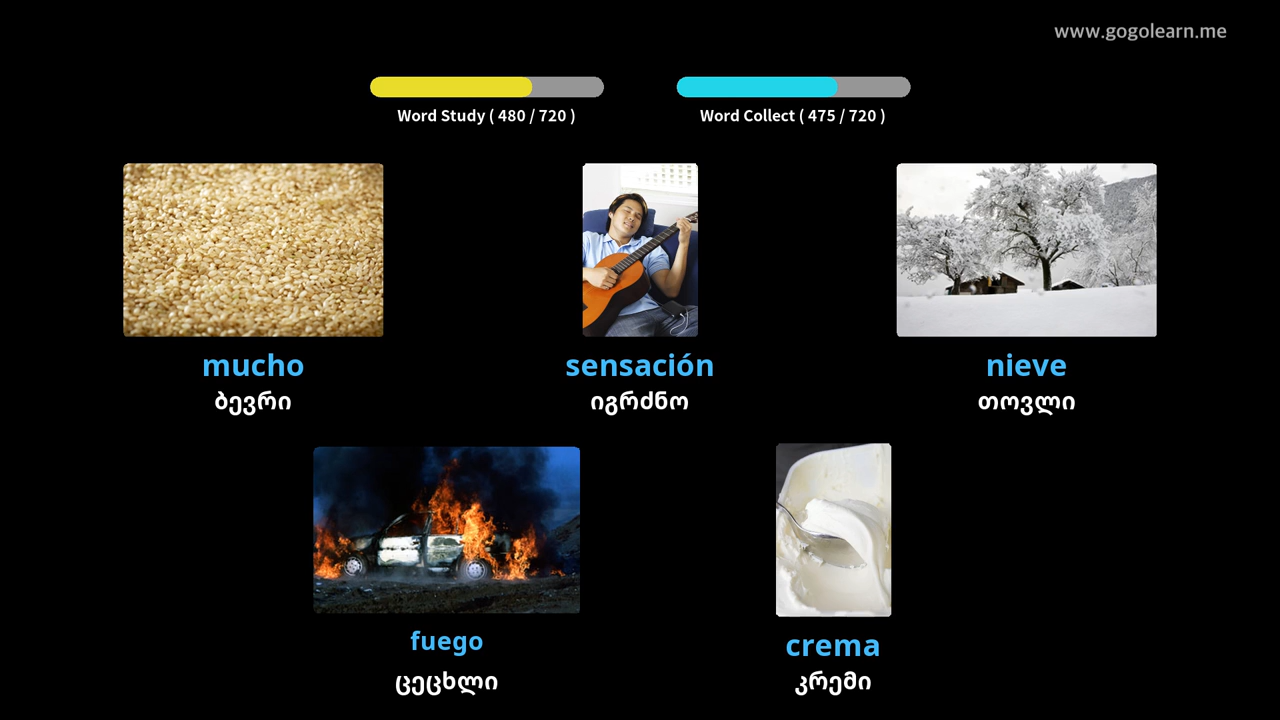 www.gogolearn.me
Word Study ( 480 / 720 )
Word Collect ( 475 / 720 )
mucho
ბევრი
sensación
იგრძნო
nieve
თოვლი
fuego
ცეცხლი
crema
კრემი